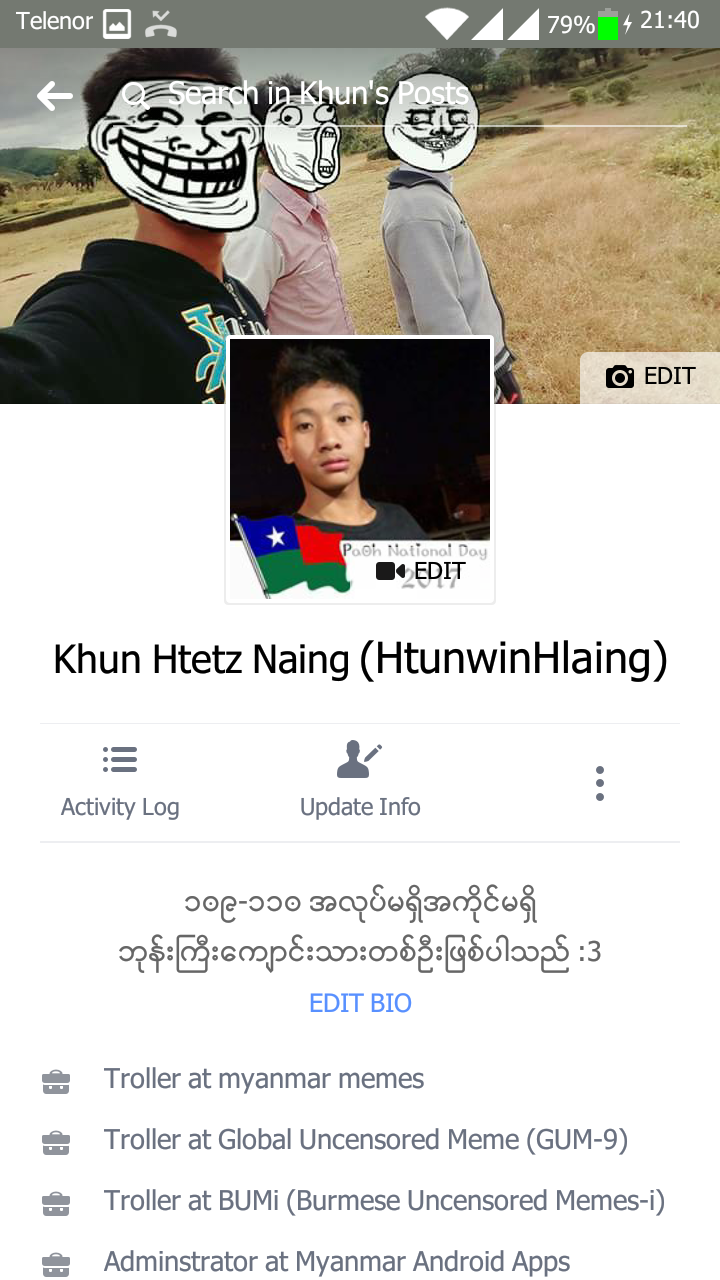 Telenor
79%
21:40
Search in Khun's Posts
EDIT
PaOh National Day
2017
EDIT
Khun Htetz Naing (HtunwinHlaing)
Activity Log
Update Info
၁၀၉-၁၁၀ အလုပ်မရှိအကိုင်မရှိ
ဘုန်းကြီးကျောင်းသားတစ်ဦးဖြစ်ပါသည် :3
EDIT BIO
Troller at myanmar memes
Troller at Global Uncensored Meme (GUM-9)
Troller at BUMi (Burmese Uncensored Memes-i)
Adminstrator at Myanmar Android Apps